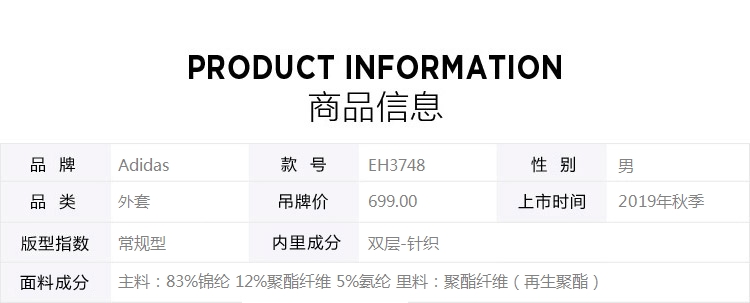 PRODUCT INFORMATION
商品信息
品 牌 Adidas 款 号 EH3748 性 别 男
品 类 外套 吊牌价 699.00 上市时间 2019年秋季
版型指数 常规型 内里成分 双层-针织
面料成分 主料：83%锦纶 12%聚酯纤维 5%氨纶 里料：聚酯纤维（再生聚酯）